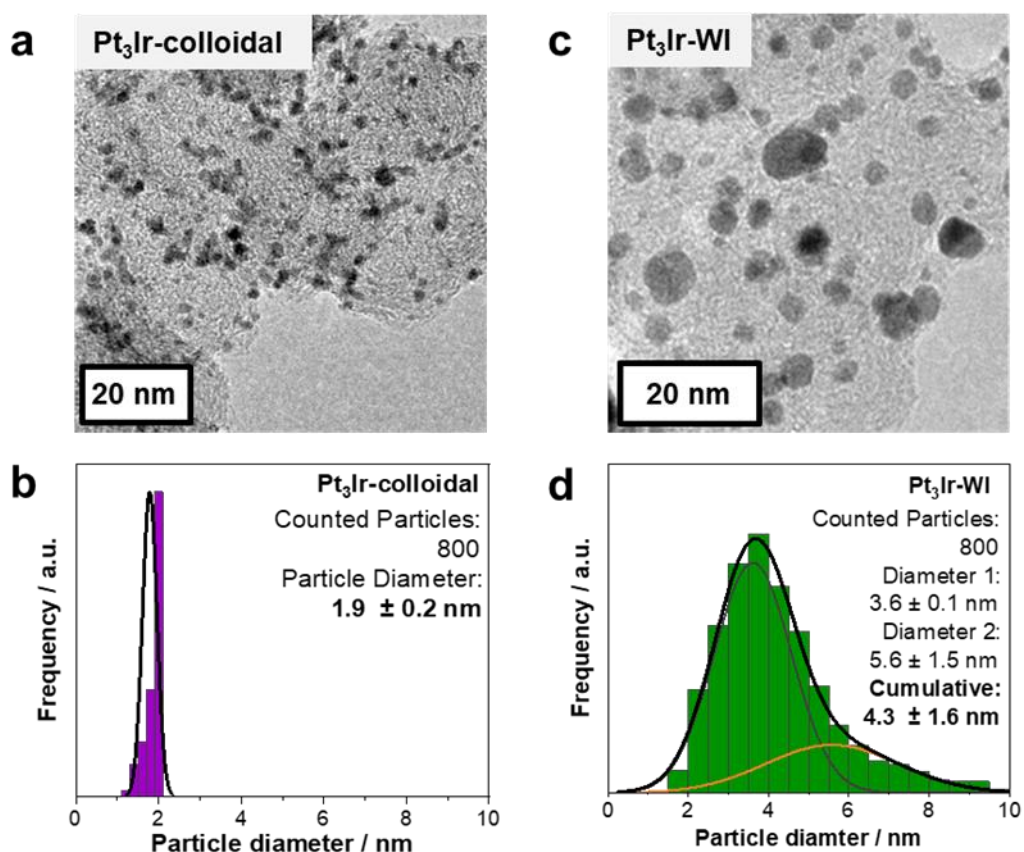 a
Pt₃Ir-colloidal
20 nm
c
Pt₃Ir-WI
20 nm
b
Pt₃Ir-colloidal
Counted Particles:
800
Particle Diameter:
1.9 ± 0.2 nm
Frequency / a.u.
0 2 4 6 8 10
Particle diameter / nm
d
Pt₃Ir-WI
Counted Particles:
800
Diameter 1:
3.6 ± 0.1 nm
Diameter 2:
5.6 ± 1.5 nm
Cumulative:
4.3 ± 1.6 nm
Frequency / a.u.
0 2 4 6 8 10
Particle diamter / nm